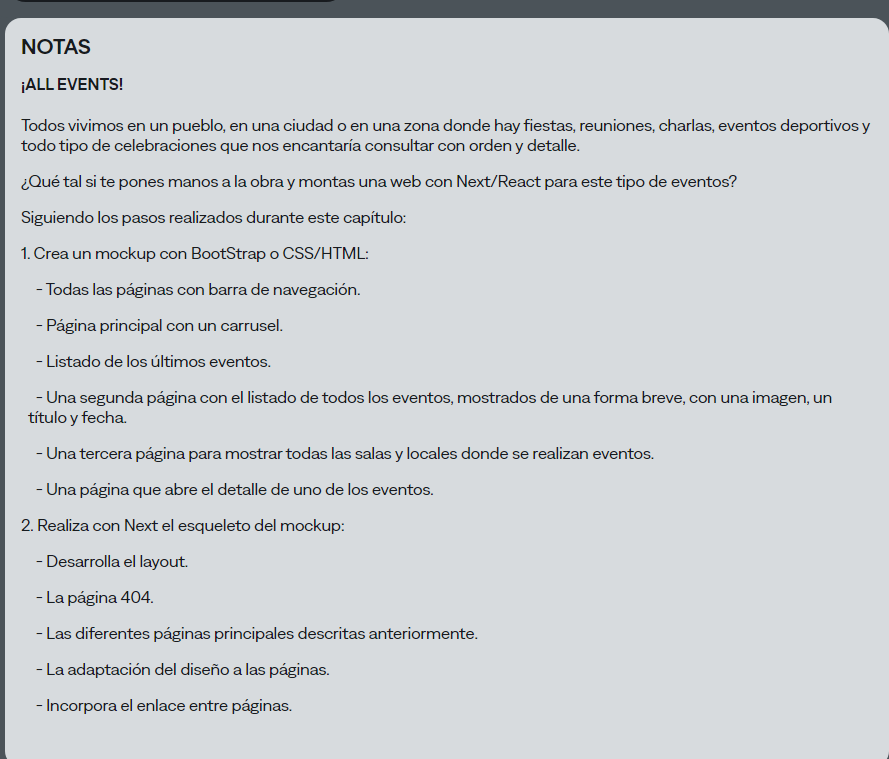 NOTAS
¡ALL EVENTS!
Todos vivimos en un pueblo, en una ciudad o en una zona donde hay fiestas, reuniones, charlas, eventos deportivos y
todo tipo de celebraciones que nos encantaría consultar con orden y detalle.
¿Qué tal si te pones manos a la obra y montas una web con Next/React para este tipo de eventos?
Siguiendo los pasos realizados durante este capítulo:
1. Crea un mockup con BootStrap o CSS/HTML:
- Todas las páginas con barra de navegación.
- Página principal con un carrusel.
- Listado de los últimos eventos.
- Una segunda página con el listado de todos los eventos, mostrados de una forma breve, con una imagen, un
título y fecha.
- Una tercera página para mostrar todas las salas y locales donde se realizan eventos.
- Una página que abre el detalle de uno de los eventos.
2. Realiza con Next el esqueleto del mockup:
- Desarrolla el layout.
- La página 404.
- Las diferentes páginas principales descritas anteriormente.
- La adaptación del diseño a las páginas.
- Incorpora el enlace entre páginas.